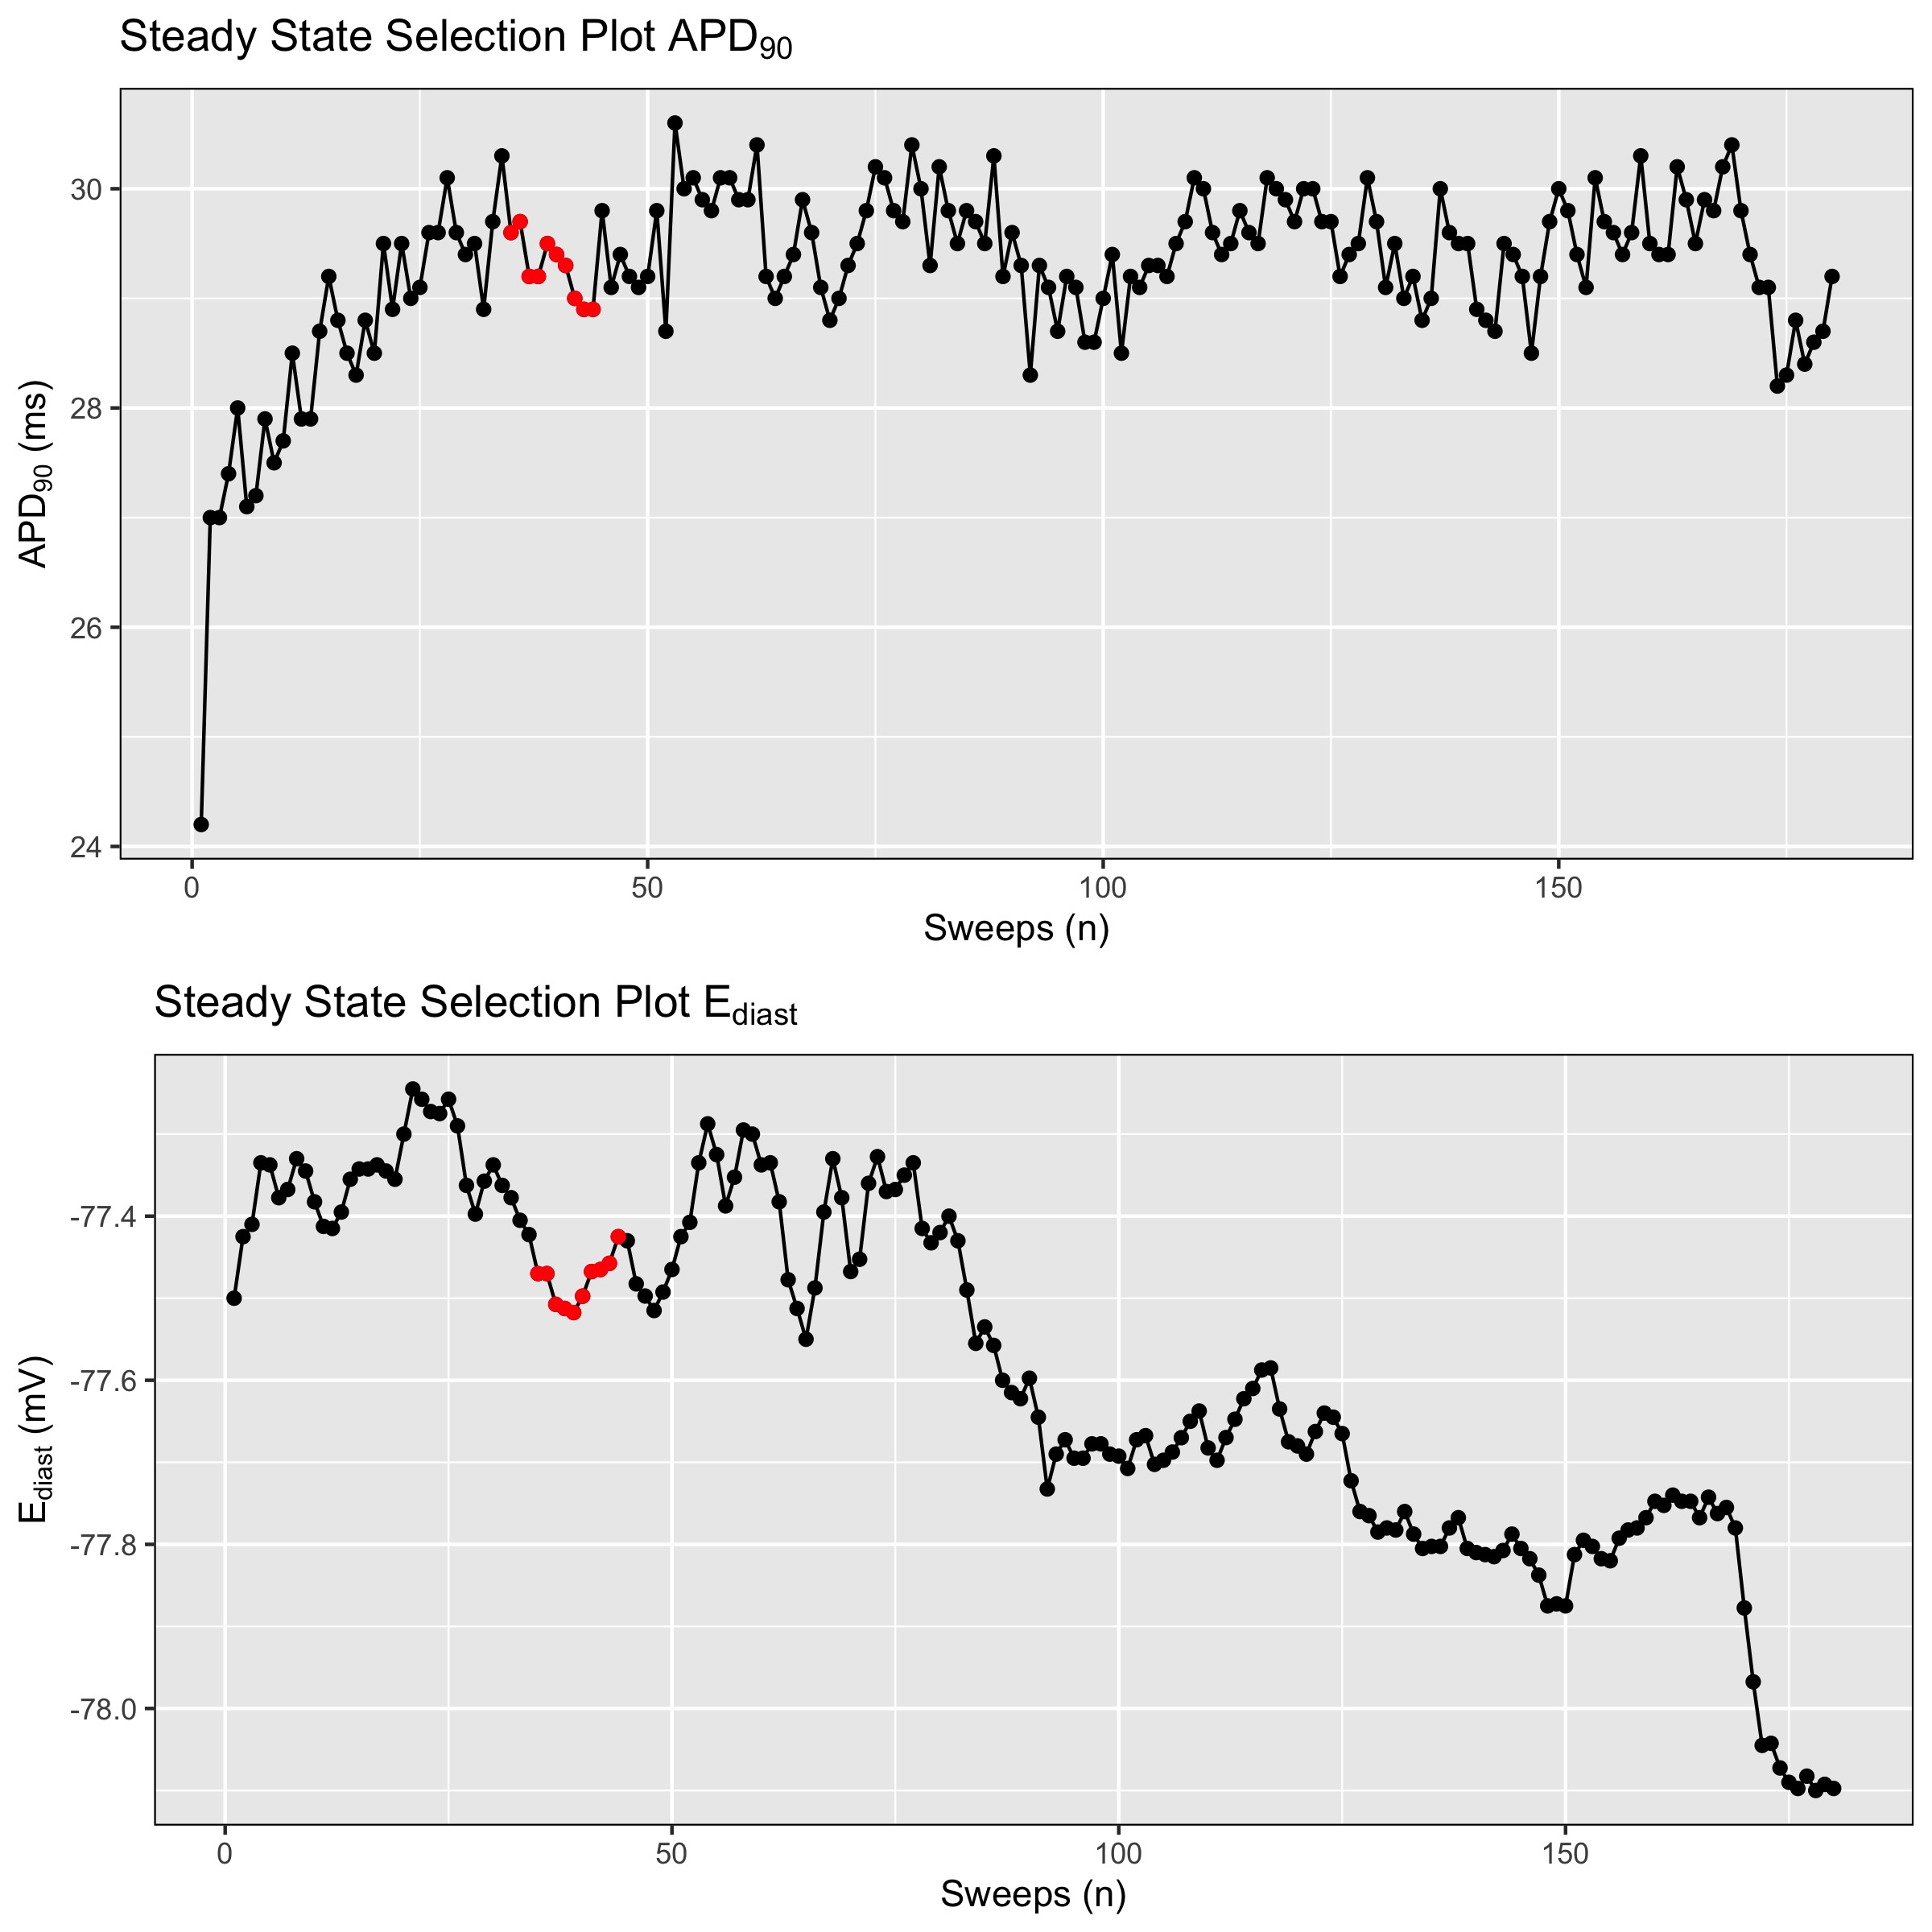 Steady State Selection Plot APD90
30
28
26
24
APD90 (ms)
0 50 100 150
Sweeps (n)
Steady State Selection Plot Ediast
-77.4
-77.6
-77.8
-78.0
Ediast (mV)
0 50 100 150
Sweeps (n)